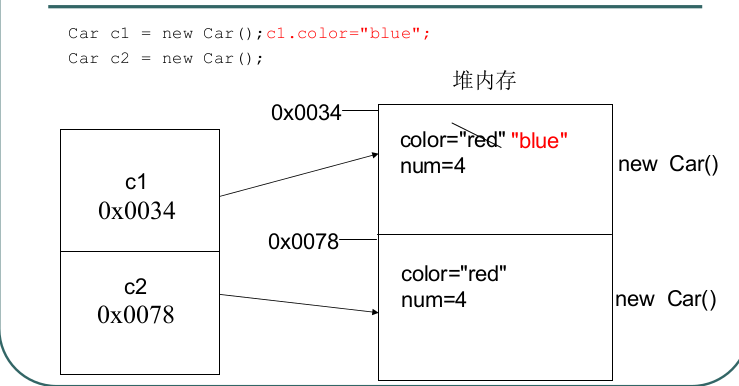 Car c1 = new Car();c1.color="blue";
Car c2 = new Car();
堆内存
0x0034
color="red" "blue"
num=4
new Car()
c1
0x0034
0x0078
color="red"
num=4
new Car()
c2
0x0078